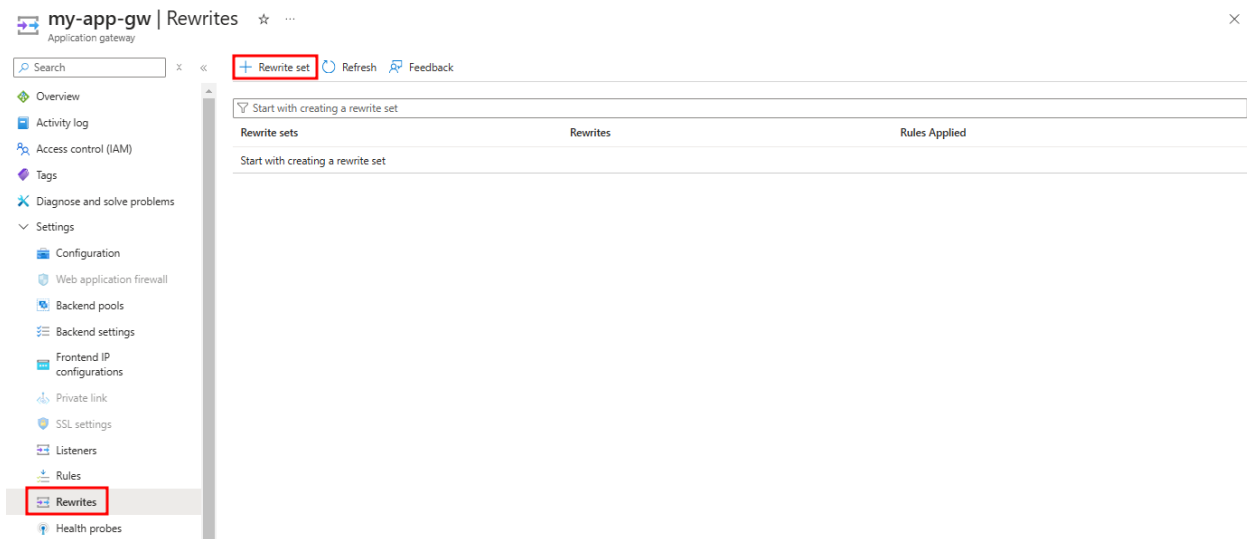 my-app-gw | Rewrites
Application gateway
Search
Rewrite set Refresh Feedback
Overview
Activity log
Access control (IAM)
Tags
Diagnose and solve problems
Settings
Configuration
Web application firewall
Backend pools
Backend settings
Frontend IP
configurations
Private link
SSL settings
Listeners
Rules
Rewrites
Health probes
Start with creating a rewrite set
Rewrite sets Rewrites Rules Applied
Start with creating a rewrite set